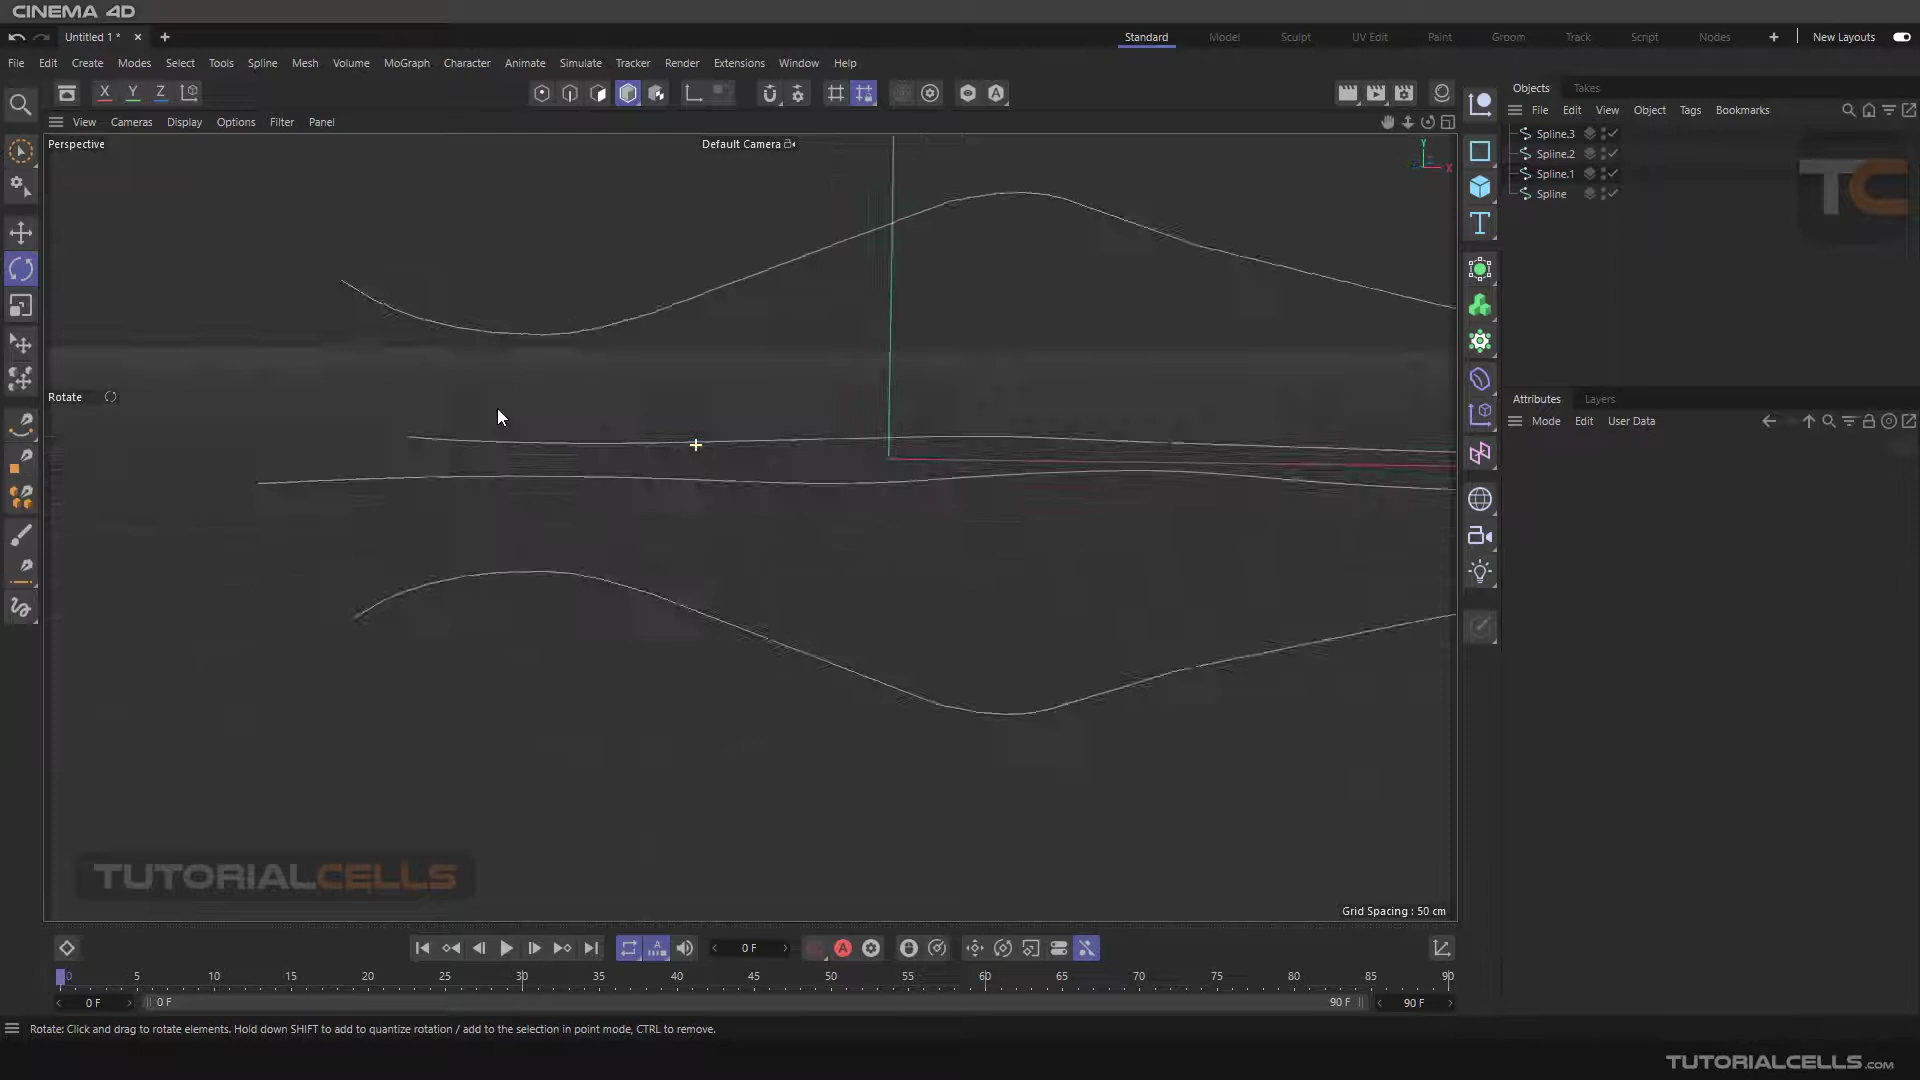 CINEMA 4D
Untitled 1 *
Standard Model Sculpt UV Edit Paint Groom Track Script Nodes New Layouts
File Edit Create Modes Select Tools Spline Mesh Volume MoGraph Character Animate Simulate Tracker Render Extensions Window Help
Objects Takes
X Y Z
File Edit View Object Tags Bookmarks
View Cameras Display Options Filter Panel
Perspective
Default Camera
Y
X
Spline.3
Spline.2
Spline.1
Spline
TC
Rotate
Attributes Layers
Mode Edit User Data
TUTORIALCELLS
Grid Spacing : 50 cm
0 F
0 5 10 15 20 25 30 35 40 45 50 55 60 65 70 75 80 85 90
0 F 0 F 90 F 90 F
Rotate: Click and drag to rotate elements. Hold down SHIFT to add to quantize rotation / add to the selection in point mode, CTRL to remove.
TUTORIALCELLS.COM